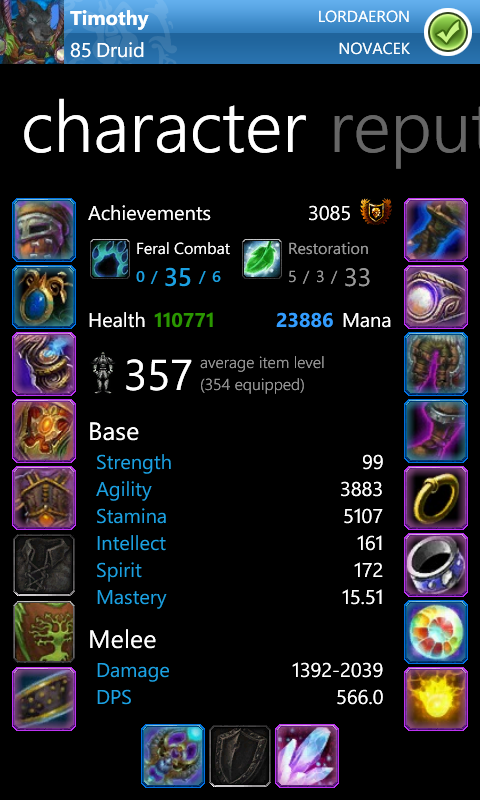 Timothy
LORDAERON
85 Druid
NOVACEK
character reput
Achievements 3085
Feral Combat
0 / 35 / 6
Restoration
5 / 3 / 33
Health 110771 23886 Mana
357 average item level
(354 equipped)
Base
Strength 99
Agility 3883
Stamina 5107
Intellect 161
Spirit 172
Mastery 15.51
Melee
Damage 1392-2039
DPS 566.0